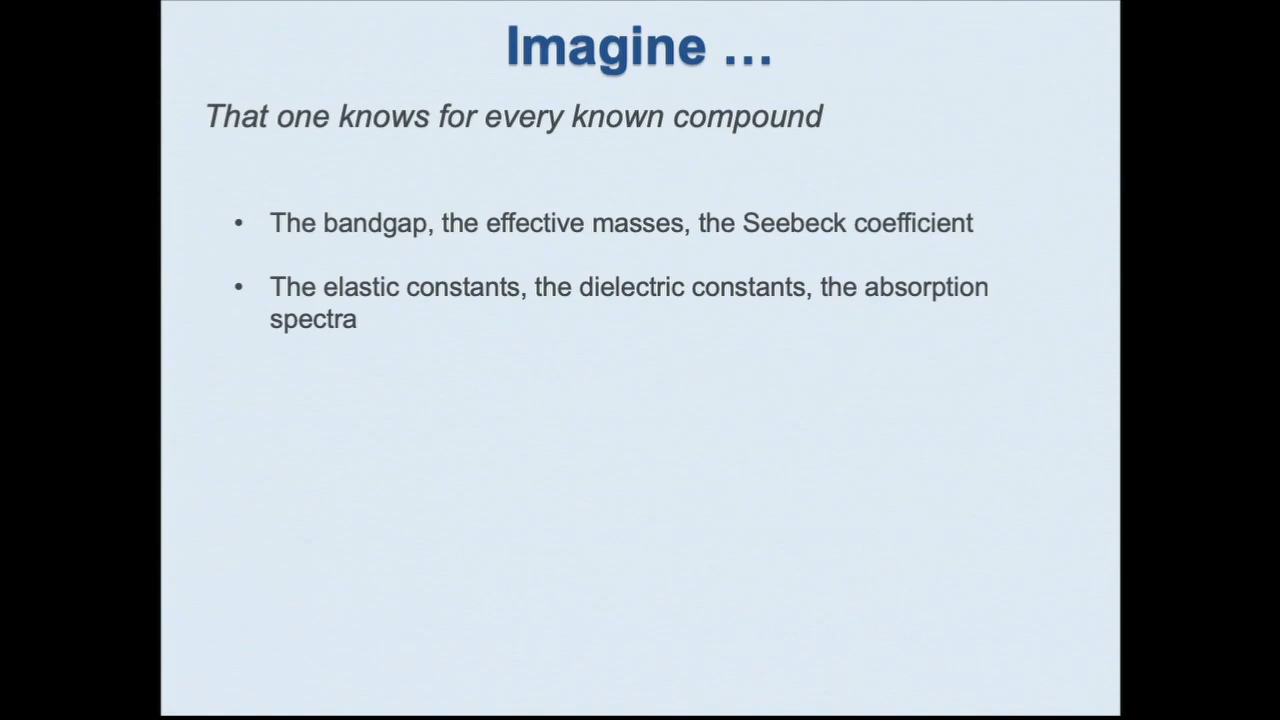 Imagine …
That one knows for every known compound
• The bandgap, the effective masses, the Seebeck coefficient
• The elastic constants, the dielectric constants, the absorption
spectra